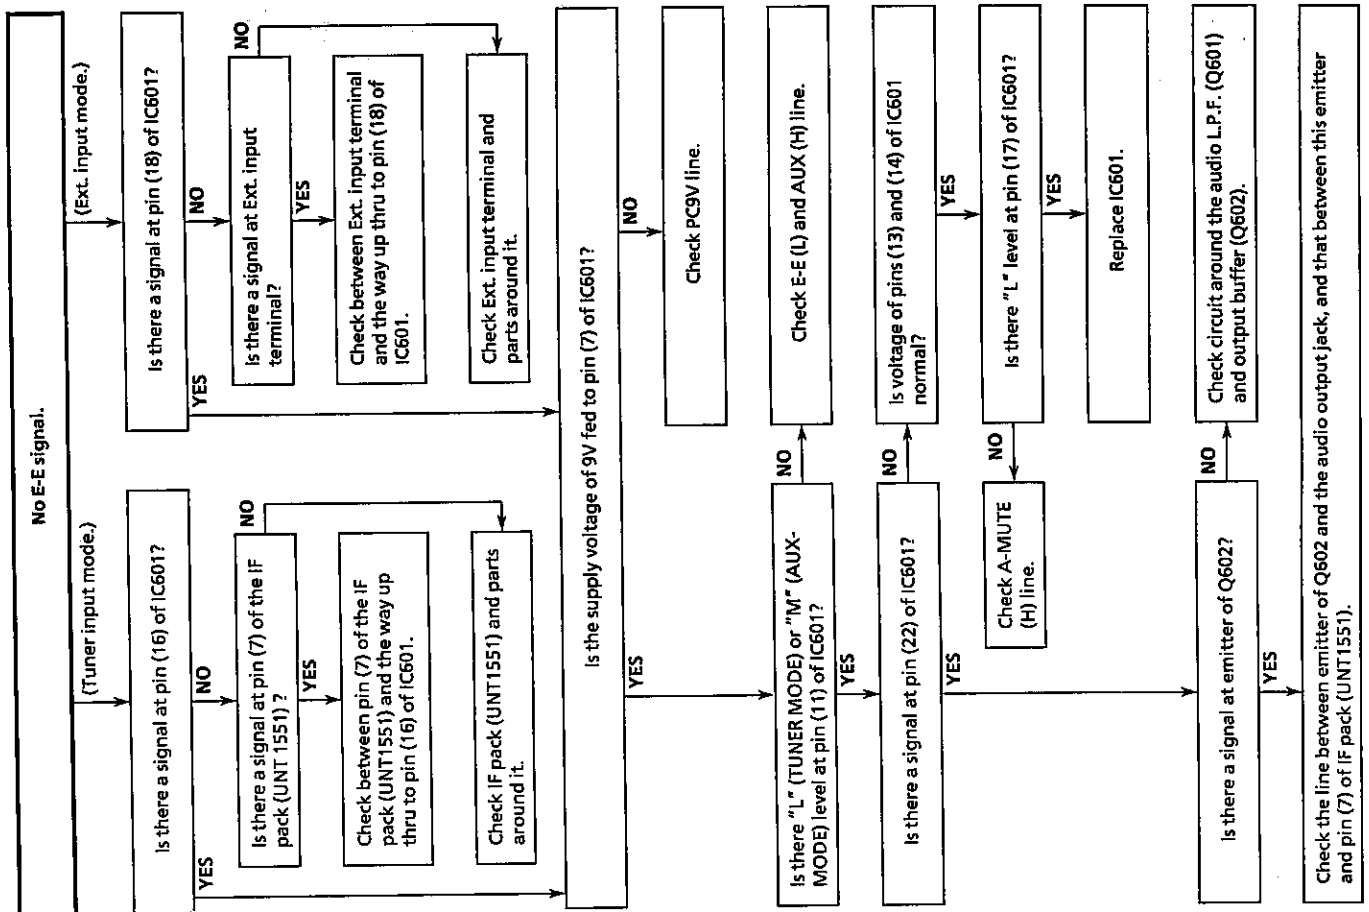 No E-E signal.
(Tuner input mode.)
(Ext. input mode.)
Is there a signal at pin (16) of IC601?
Is there a signal at pin (18) of IC601?
YES
NO
YES
NO
Is there a signal at pin (7) of the IF
pack (UNT 1551) ?
NO
Is there a signal at Ext. input
terminal?
NO
YES
YES
Check between pin (7) of the IF
pack (UNT1551) and the way up
thru to pin (16) of IC601.
Check between Ext. input terminal
and the way up thru to pin (18) of
IC601.
Check IF pack (UNT1551) and parts
around it.
Check Ext. input terminal and
parts around it.
Is the supply voltage of 9V fed to pin (7) of IC601?
YES
NO
Check PC9V line.
Is there "L" (TUNER MODE) or "M" (AUX-
MODE) level at pin (11) of IC601?
NO
Check E-E (L) and AUX (H) line.
YES
Is there a signal at pin (22) of IC601?
NO
Is voltage of pins (13) and (14) of IC601
normal?
YES
YES
Check A-MUTE
(H) line.
NO
Is there "L" level at pin (17) of IC601?
YES
Replace IC601.
Is there a signal at emitter of Q602?
NO
Check circuit around the audio L.P.F. (Q601)
and output buffer (Q602).
YES
Check the line between emitter of Q602 and the audio output jack, and that between this emitter
and pin (7) of IF pack (UNT1551).